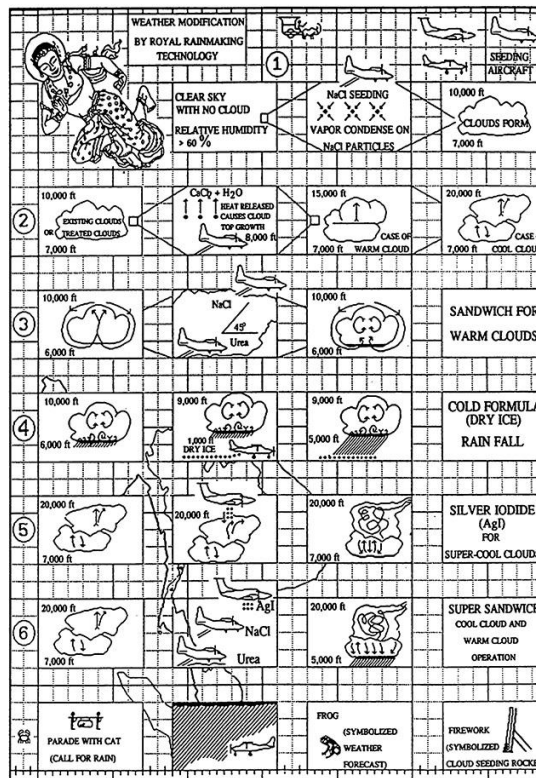 WEATHER MODIFICATION
BY ROYAL RAINMAKING
TECHNOLOGY
1
SEEDING
AIRCRAFT
CLEAR SKY
WITH NO CLOUD
RELATIVE HUMIDITY
> 60 %
NaCl SEEDING
VAPOR CONDENSE ON
NaCl PARTICLES
10,000 ft
CLOUDS FORM
7,000 ft
2
10,000 ft
EXISTING CLOUDS
OR TREATED CLOUDS
7,000 ft
CaCl2 + H2O
HEAT RELEASED
CAUSES CLOUD
TOP GROWTH
8,000 ft
15,000 ft
CASE OF
WARM CLOUD
7,000 ft
20,000 ft
CASE OF
COOL CLOUD
7,000 ft
3
10,000 ft
6,000 ft
NaCl
45°
Urea
10,000 ft
6,000 ft
SANDWICH FOR
WARM CLOUDS
4
10,000 ft
6,000 ft
9,000 ft
1,000 ft
DRY ICE
9,000 ft
5,000 ft
COLD FORMULA
(DRY ICE)
RAIN FALL
5
20,000 ft
7,000 ft
20,000 ft
20,000 ft
7,000 ft
SILVER IODIDE
(AgI)
FOR
SUPER-COOL CLOUDS
6
20,000 ft
7,000 ft
AgI
NaCl
Urea
20,000 ft
5,000 ft
SUPER SANDWICH
COOL CLOUD AND
WARM CLOUD
OPERATION
PARADE WITH CAT
(CALL FOR RAIN)
FROG
(SYMBOLIZED
WEATHER
FORECAST)
FIREWORK
(SYMBOLIZED
CLOUD SEEDING ROCKET